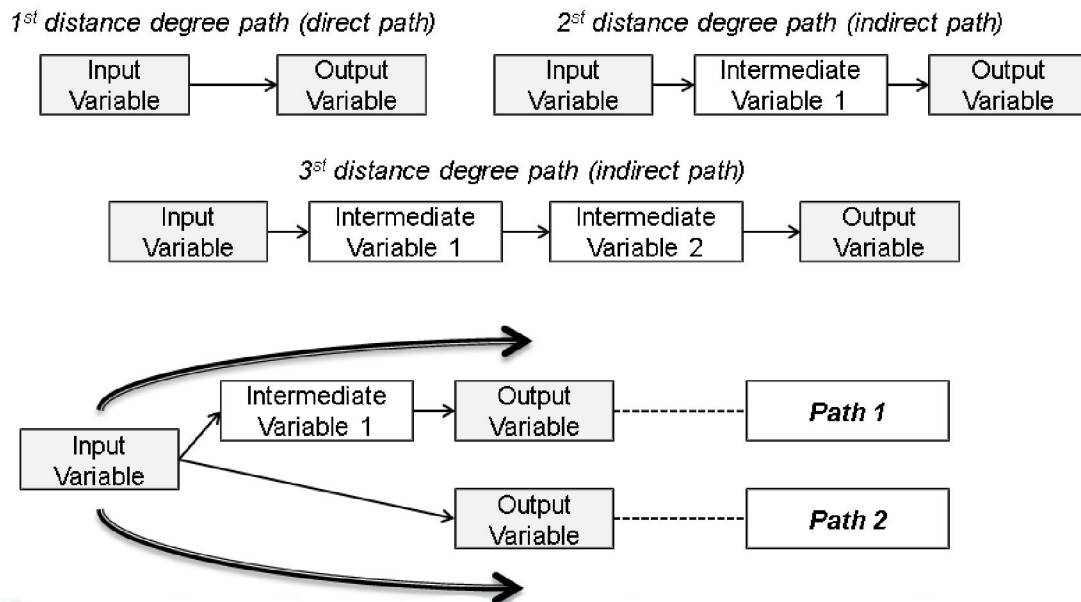 1st distance degree path (direct path)
2st distance degree path (indirect path)
Input
Variable
Output
Variable
Input
Variable
Intermediate
Variable 1
Output
Variable
3st distance degree path (indirect path)
Input
Variable
Intermediate
Variable 1
Intermediate
Variable 2
Output
Variable
Input
Variable
Intermediate
Variable 1
Output
Variable
Path 1
Output
Variable
Path 2